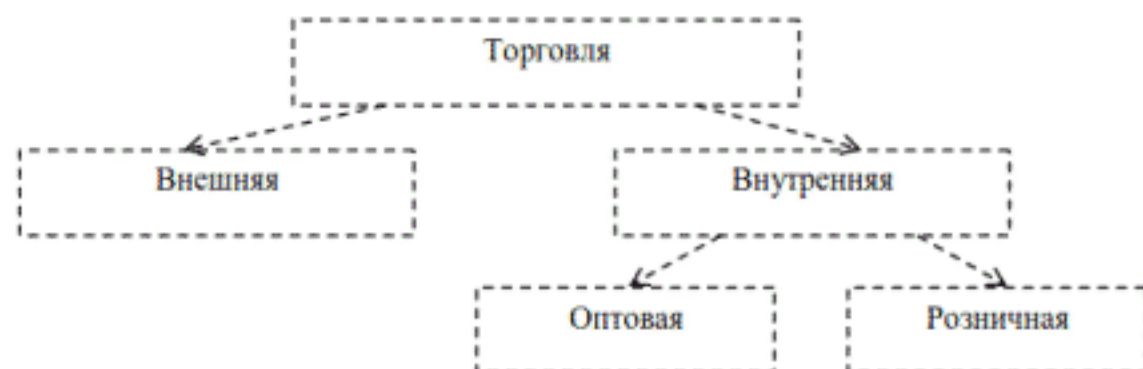 Торговля
Внешняя
Внутренняя
Оптовая
Розничная